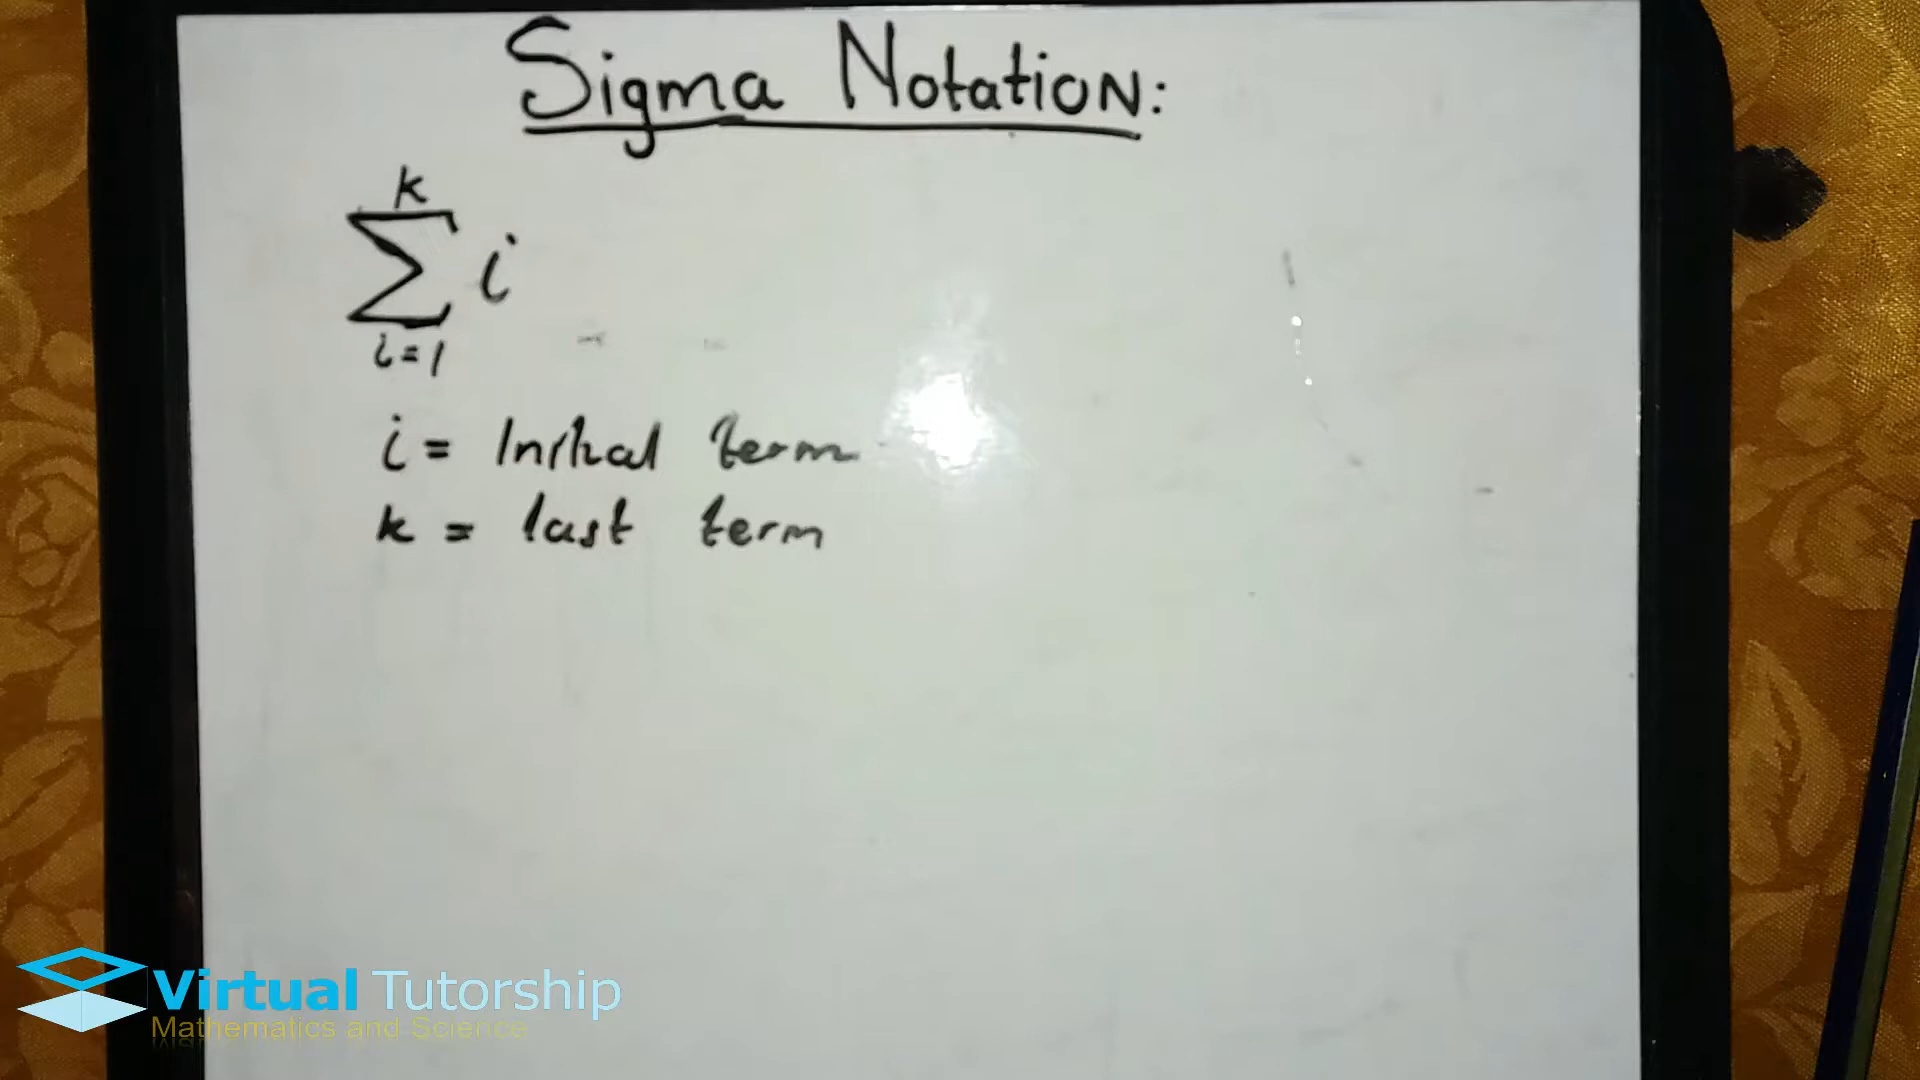 Sigma Notation:
k
∑ i
i=1
i = Initial term
k = last term
Virtual Tutorship
Mathematics and Science